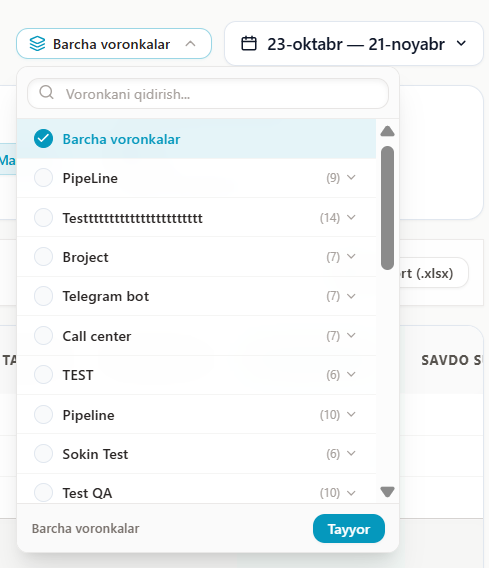 Barcha voronkalar
23-oktabr — 21-noyabr
Voronkani qidirish...
Barcha voronkalar
PipeLine (9)
Testttttttttttttttttttttttt (14)
Broject (7)
Telegram bot (7)
Call center (7)
TEST (6)
Pipeline (10)
Sokin Test (6)
Test QA (10)
Barcha voronkalar
Tayyor
Ma
rt (.xlsx)
TA
SAVDO S